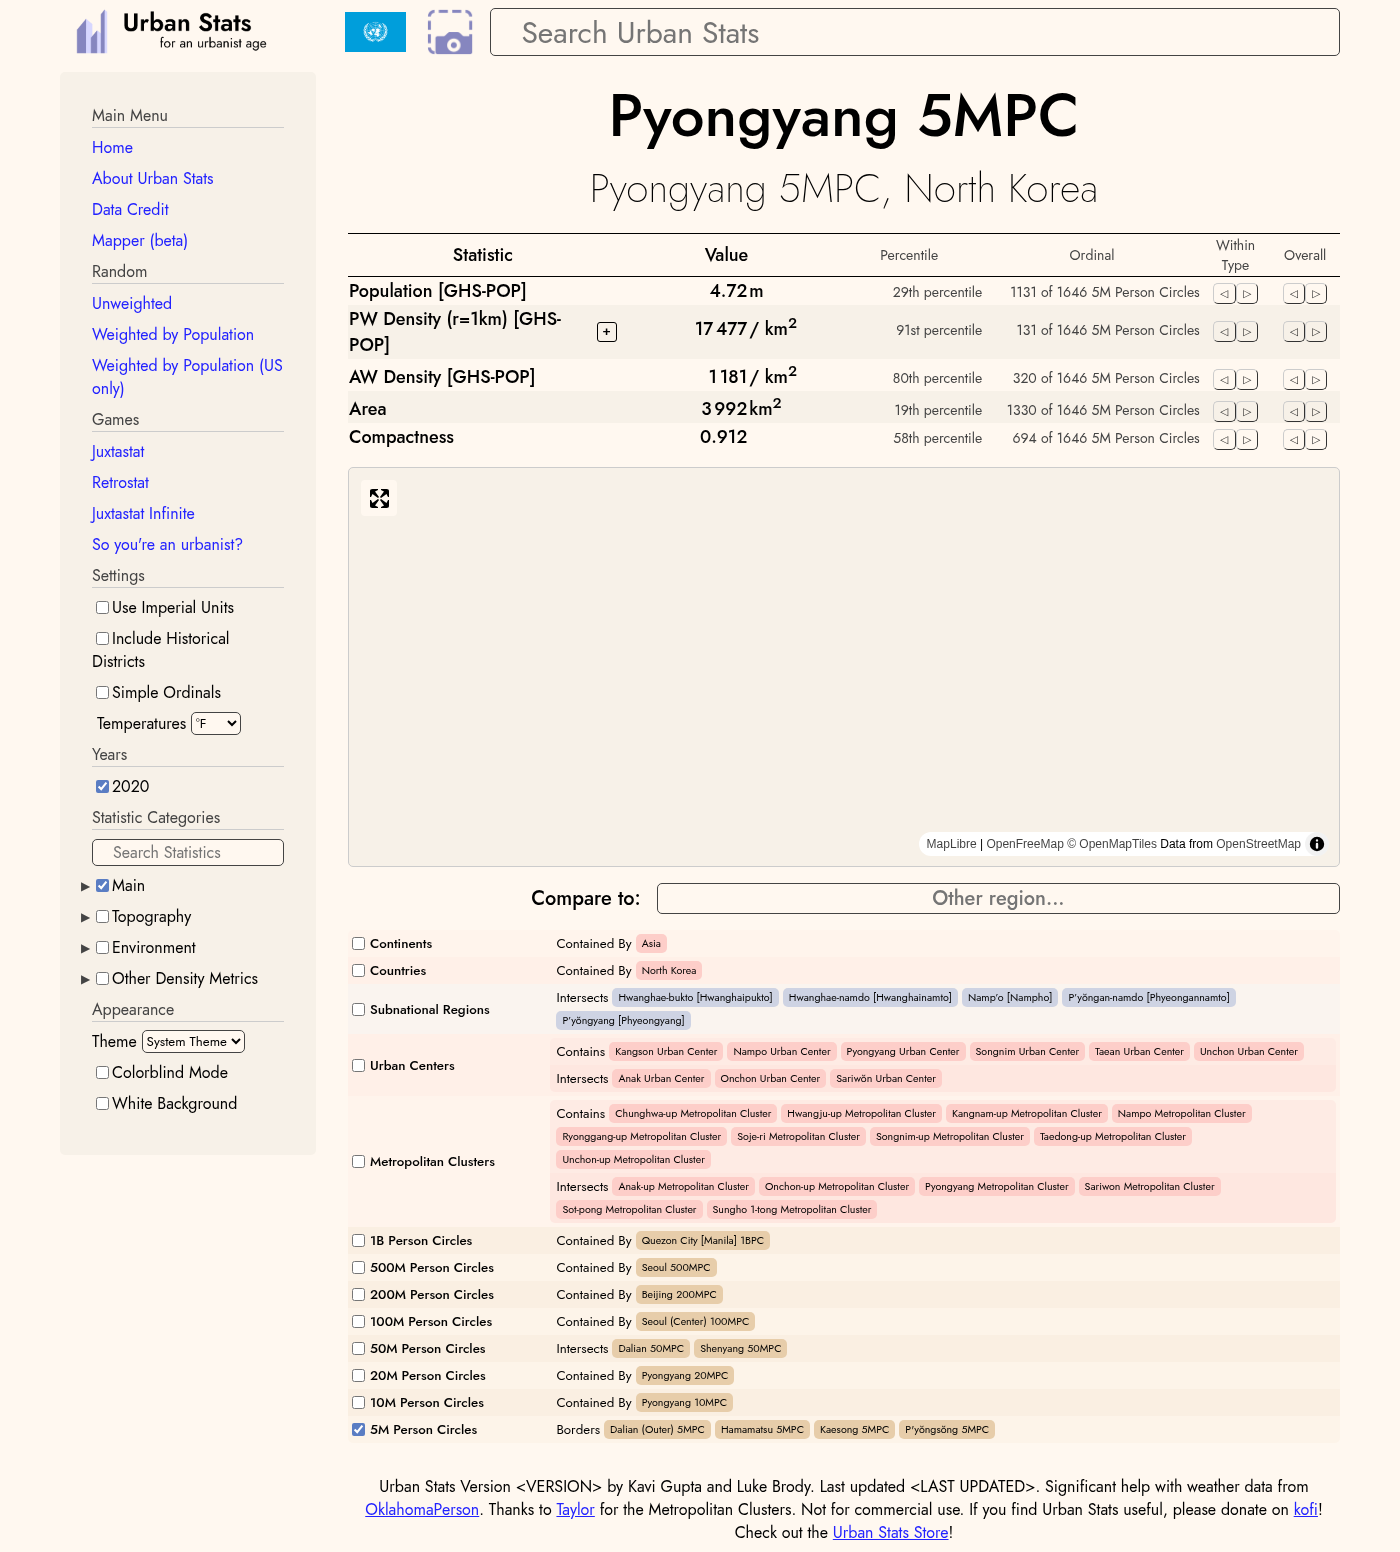 Urban Stats
for an urbanist age
Search Urban Stats
Main Menu
Home
About Urban Stats
Data Credit
Mapper (beta)
Random
Unweighted
Weighted by Population
Weighted by Population (US
only)
Games
Juxtastat
Retrostat
Juxtastat Infinite
So you're an urbanist?
Settings
Use Imperial Units
Include Historical
Districts
Simple Ordinals
Temperatures °F
Years
2020
Statistic Categories
Search Statistics
Main
Topography
Environment
Other Density Metrics
Appearance
Theme System Theme
Colorblind Mode
White Background
Pyongyang 5MPC
Pyongyang 5MPC, North Korea
Statistic Value Percentile Ordinal Within Type Overall
Population [GHS-POP] 4.72 m 29th percentile 1131 of 1646 5M Person Circles
PW Density (r=1km) [GHS-POP] + 17 477 / km² 91st percentile 131 of 1646 5M Person Circles
AW Density [GHS-POP] 1 181 / km² 80th percentile 320 of 1646 5M Person Circles
Area 3 992 km² 19th percentile 1330 of 1646 5M Person Circles
Compactness 0.912 58th percentile 694 of 1646 5M Person Circles
MapLibre | OpenFreeMap © OpenMapTiles Data from OpenStreetMap
Compare to: Other region...
Continents Contained By Asia
Countries Contained By North Korea
Subnational Regions Intersects Hwanghae-bukto [Hwanghaipukto] Hwanghae-namdo [Hwanghainamto] Namp'o [Nampho] P'yŏngan-namdo [Phyeongannamto]
P'yŏngyang [Phyeongyang]
Urban Centers Contains Kangson Urban Center Nampo Urban Center Pyongyang Urban Center Songnim Urban Center Taean Urban Center Unchon Urban Center
Intersects Anak Urban Center Onchon Urban Center Sariwŏn Urban Center
Metropolitan Clusters Contains Chunghwa-up Metropolitan Cluster Hwangju-up Metropolitan Cluster Kangnam-up Metropolitan Cluster Nampo Metropolitan Cluster
Ryonggang-up Metropolitan Cluster Soje-ri Metropolitan Cluster Songnim-up Metropolitan Cluster Taedong-up Metropolitan Cluster
Unchon-up Metropolitan Cluster
Intersects Anak-up Metropolitan Cluster Onchon-up Metropolitan Cluster Pyongyang Metropolitan Cluster Sariwon Metropolitan Cluster
Sot-pong Metropolitan Cluster Sungho 1-tong Metropolitan Cluster
1B Person Circles Contained By Quezon City [Manila] 1BPC
500M Person Circles Contained By Seoul 500MPC
200M Person Circles Contained By Beijing 200MPC
100M Person Circles Contained By Seoul (Center) 100MPC
50M Person Circles Intersects Dalian 50MPC Shenyang 50MPC
20M Person Circles Contained By Pyongyang 20MPC
10M Person Circles Contained By Pyongyang 10MPC
5M Person Circles Borders Dalian (Outer) 5MPC Hamamatsu 5MPC Kaesong 5MPC P'yŏngsŏng 5MPC
Urban Stats Version <VERSION> by Kavi Gupta and Luke Brody. Last updated <LAST UPDATED>. Significant help with weather data from
OklahomaPerson. Thanks to Taylor for the Metropolitan Clusters. Not for commercial use. If you find Urban Stats useful, please donate on kofi!
Check out the Urban Stats Store!